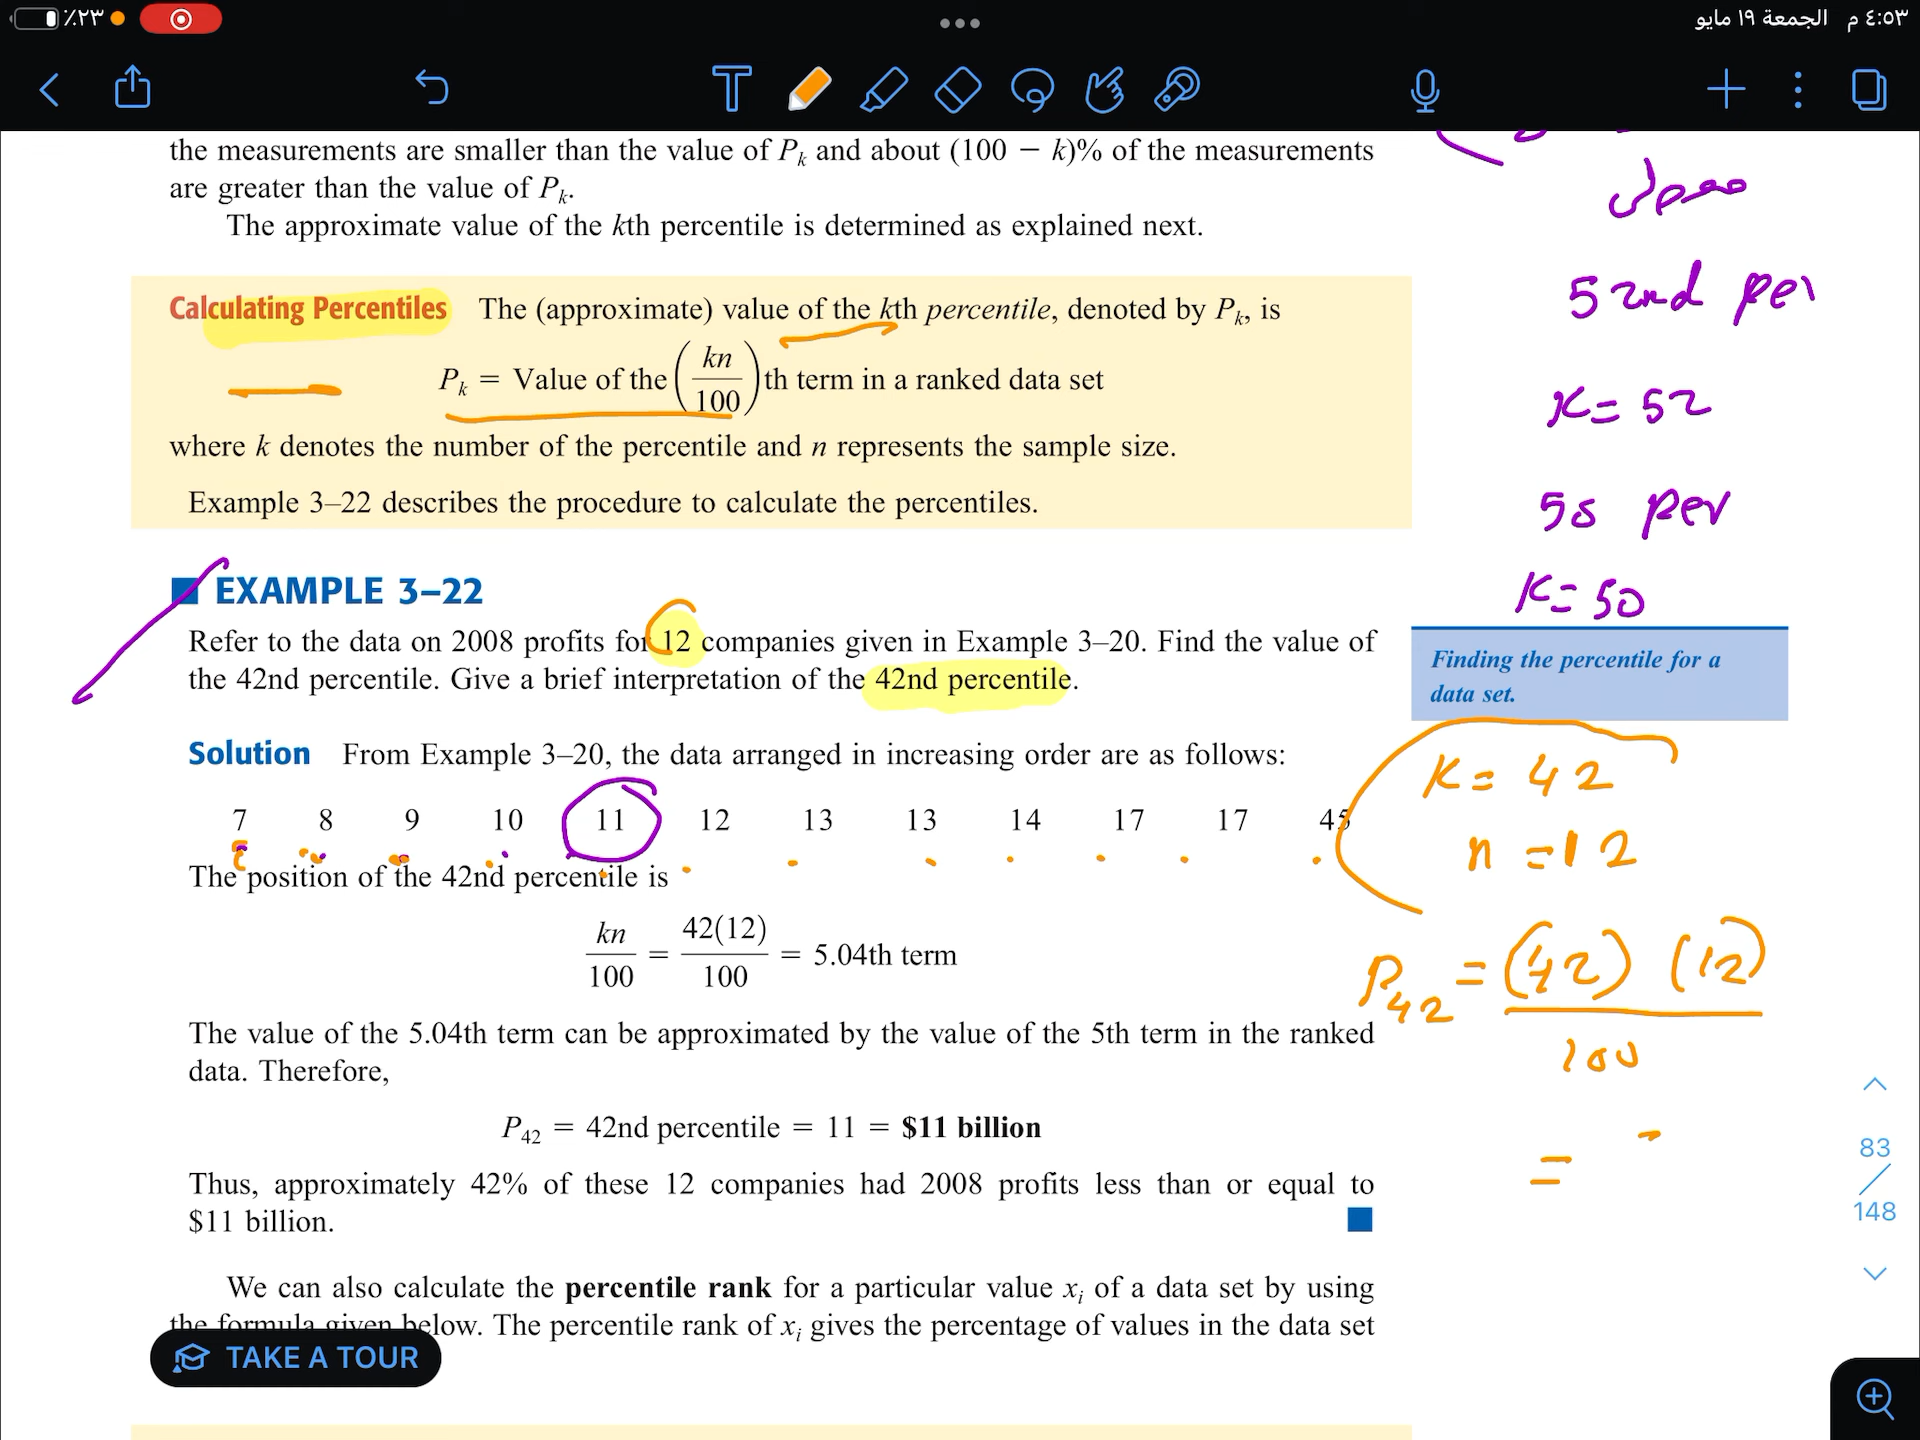 ٪٢٣
٤:٥٣ م الجمعة ١٩ مايو
the measurements are smaller than the value of Pk and about (100 − k)% of the measurements
are greater than the value of Pk.
The approximate value of the kth percentile is determined as explained next.
52nd per
Calculating Percentiles The (approximate) value of the kth percentile, denoted by Pk, is
Pk = Value of the (kn/100)th term in a ranked data set
K=52
where k denotes the number of the percentile and n represents the sample size.
Example 3–22 describes the procedure to calculate the percentiles.
50 per
K=50
EXAMPLE 3–22
Refer to the data on 2008 profits for 12 companies given in Example 3–20. Find the value of
the 42nd percentile. Give a brief interpretation of the 42nd percentile.
Finding the percentile for a
data set.
Solution From Example 3–20, the data arranged in increasing order are as follows:
7 8 9 10 11 12 13 13 14 17 17 45
K= 42
n =12
The position of the 42nd percentile is
kn/100 = 42(12)/100 = 5.04th term
P42 = (42) (12)
100
=
The value of the 5.04th term can be approximated by the value of the 5th term in the ranked
data. Therefore,
P42 = 42nd percentile = 11 = $11 billion
Thus, approximately 42% of these 12 companies had 2008 profits less than or equal to
$11 billion.
We can also calculate the percentile rank for a particular value xi of a data set by using
the formula given below. The percentile rank of xi gives the percentage of values in the data set
TAKE A TOUR
83
/
148